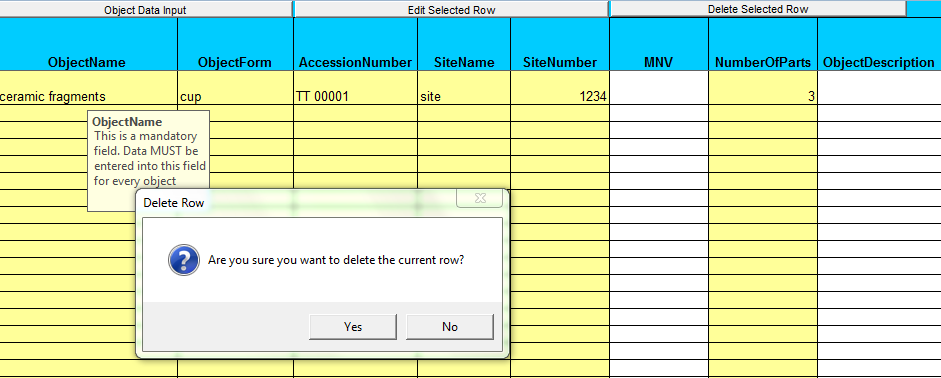 Object Data Input Edit Selected Row Delete Selected Row
ObjectName ObjectForm AccessionNumber SiteName SiteNumber MNV NumberOfParts ObjectDescription
ceramic fragments cup TT 00001 site 1234 3
ObjectName
This is a mandatory
field. Data MUST be
entered into this field
for every object
Delete Row
Are you sure you want to delete the current row?
Yes No